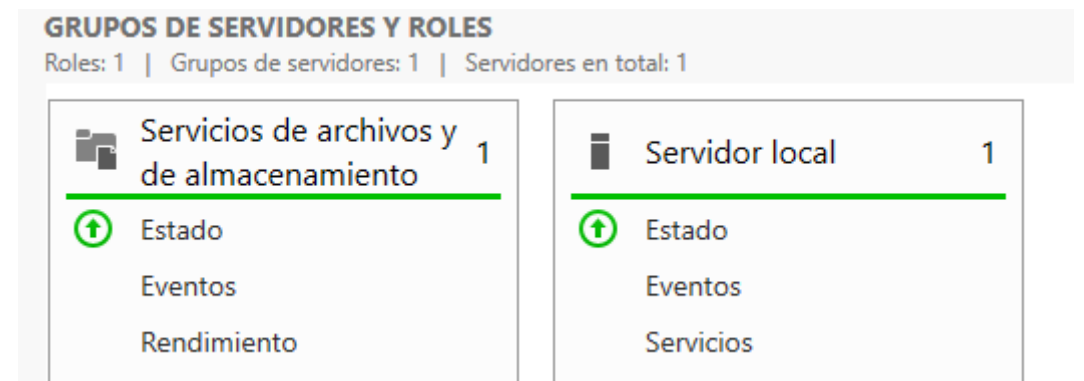 GRUPOS DE SERVIDORES Y ROLES
Roles: 1 | Grupos de servidores: 1 | Servidores en total: 1
Servicios de archivos y
de almacenamiento
1
Estado
Eventos
Rendimiento
Servidor local
1
Estado
Eventos
Servicios